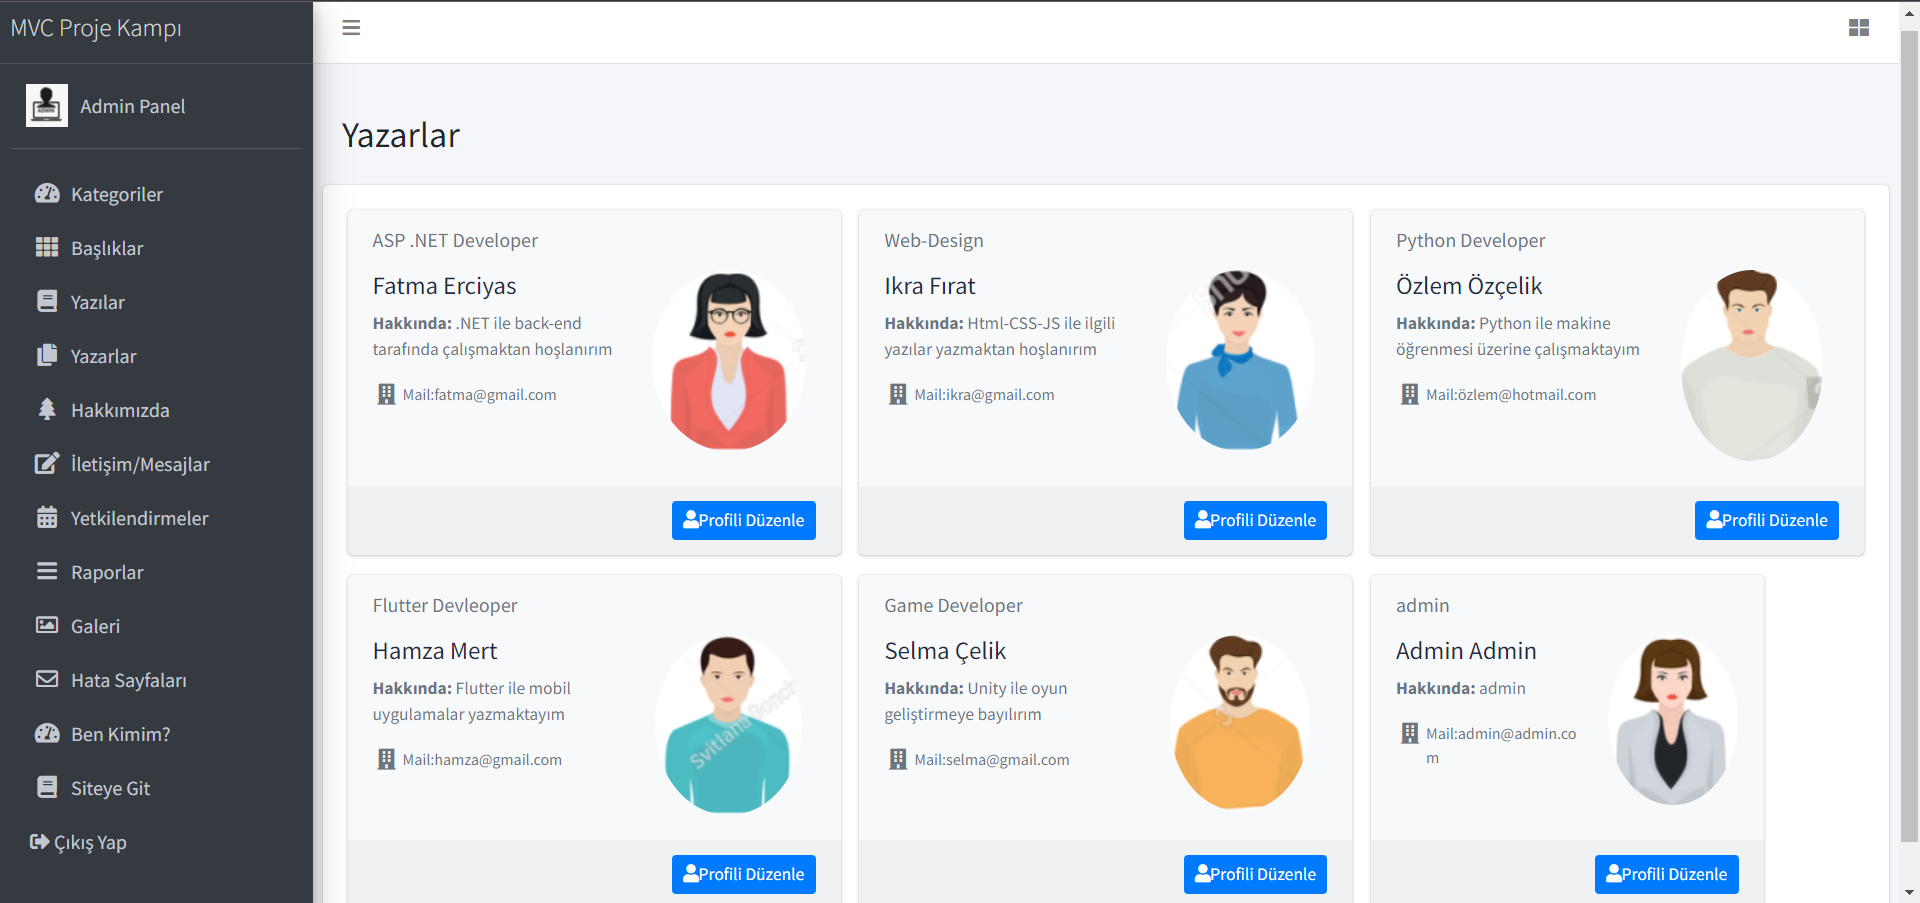 MVC Proje Kampı
Admin Panel
Kategoriler
Başlıklar
Yazılar
Yazarlar
Hakkımızda
İletişim/Mesajlar
Yetkilendirmeler
Raporlar
Galeri
Hata Sayfaları
Ben Kimim?
Siteye Git
Çıkış Yap
Yazarlar
ASP .NET Developer
Fatma Erciyas
Hakkında: .NET ile back-end
tarafında çalışmaktan hoşlanırım
Mail:fatma@gmail.com
Profili Düzenle
Web-Design
Ikra Fırat
Hakkında: Html-CSS-JS ile ilgili
yazılar yazmaktan hoşlanırım
Mail:ikra@gmail.com
Profili Düzenle
Python Developer
Özlem Özçelik
Hakkında: Python ile makine
öğrenmesi üzerine çalışmaktayım
Mail:özlem@hotmail.com
Profili Düzenle
Flutter Devleoper
Hamza Mert
Hakkında: Flutter ile mobil
uygulamalar yazmaktayım
Mail:hamza@gmail.com
Svitlana
Profili Düzenle
Game Developer
Selma Çelik
Hakkında: Unity ile oyun
geliştirmeye bayılırım
Mail:selma@gmail.com
Profili Düzenle
admin
Admin Admin
Hakkında: admin
Mail:admin@admin.co
m
Profili Düzenle